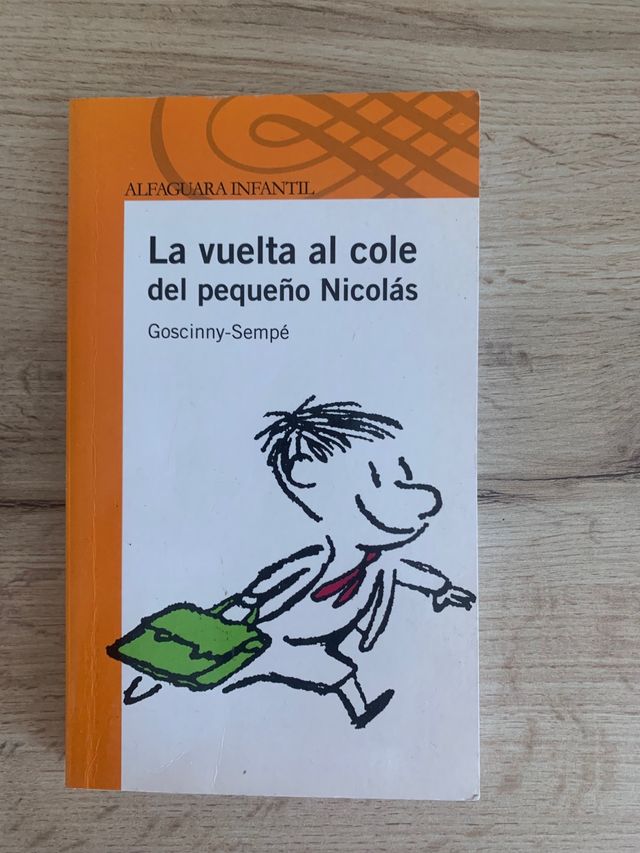 ALFAGUARA INFANTIL
La vuelta al cole
del pequeño Nicolás
Goscinny-Sempé